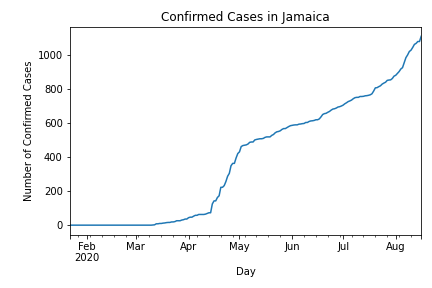 Confirmed Cases in Jamaica
Number of Confirmed Cases
1000
800
600
400
200
0
Feb Mar Apr May Jun Jul Aug
2020
Day